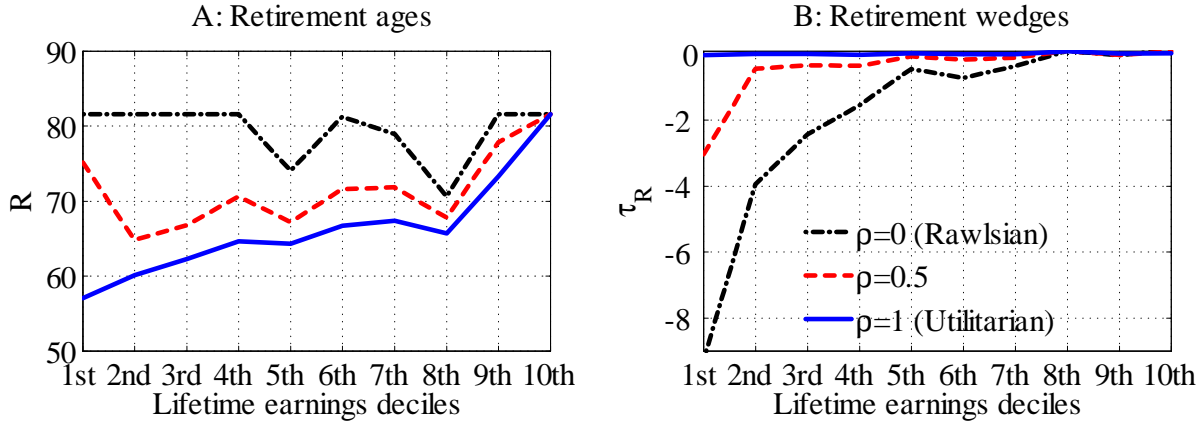 A: Retirement ages
90
80
70
60
50
R
1st 2nd 3rd 4th 5th 6th 7th 8th 9th 10th
Lifetime earnings deciles
B: Retirement wedges
0
-2
-4
-6
-8
τR
ρ=0 (Rawlsian)
ρ=0.5
ρ=1 (Utilitarian)
1st 2nd 3rd 4th 5th 6th 7th 8th 9th 10th
Lifetime earnings deciles